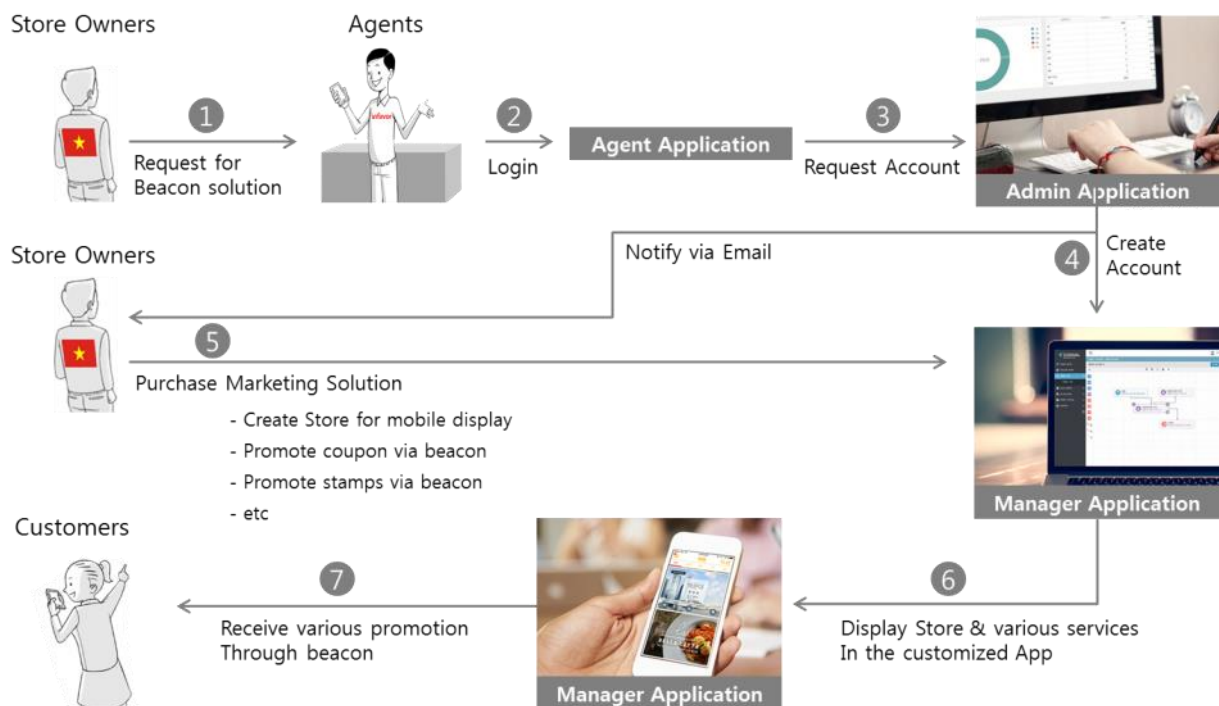 Store Owners
Agents
1
2
3
infavor
Request for
Beacon solution
Login
Agent Application
Request Account
Admin Application
Store Owners
Notify via Email
4
Create
Account
5
Purchase Marketing Solution
- Create Store for mobile display
- Promote coupon via beacon
- Promote stamps via beacon
- etc
Manager Application
Customers
7
6
Receive various promotion
Through beacon
Display Store & various services
In the customized App
Manager Application